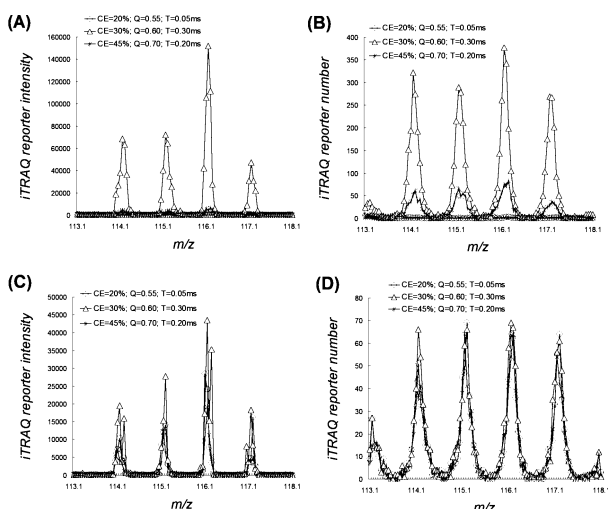 (A)
CE=20%; Q=0.55; T=0.05ms
CE=30%; Q=0.60; T=0.30ms
CE=45%; Q=0.70; T=0.20ms
iTRAQ reporter intensity
160000
140000
120000
100000
80000
60000
40000
20000
0
113.1 114.1 115.1 116.1 117.1 118.1
m/z
(B)
CE=20%; Q=0.55; T=0.05ms
CE=30%; Q=0.60; T=0.30ms
CE=45%; Q=0.70; T=0.20ms
iTRAQ reporter number
400
350
300
250
200
150
100
50
0
113.1 114.1 115.1 116.1 117.1 118.1
m/z
(C)
CE=20%; Q=0.55; T=0.05ms
CE=30%; Q=0.60; T=0.30ms
CE=45%; Q=0.70; T=0.20ms
iTRAQ reporter intensity
50000
45000
40000
35000
30000
25000
20000
15000
10000
5000
0
113.1 114.1 115.1 116.1 117.1 118.1
m/z
(D)
CE=20%; Q=0.55; T=0.05ms
CE=30%; Q=0.60; T=0.30ms
CE=45%; Q=0.70; T=0.20ms
iTRAQ reporter number
80
70
60
50
40
30
20
10
0
113.1 114.1 115.1 116.1 117.1 118.1
m/z